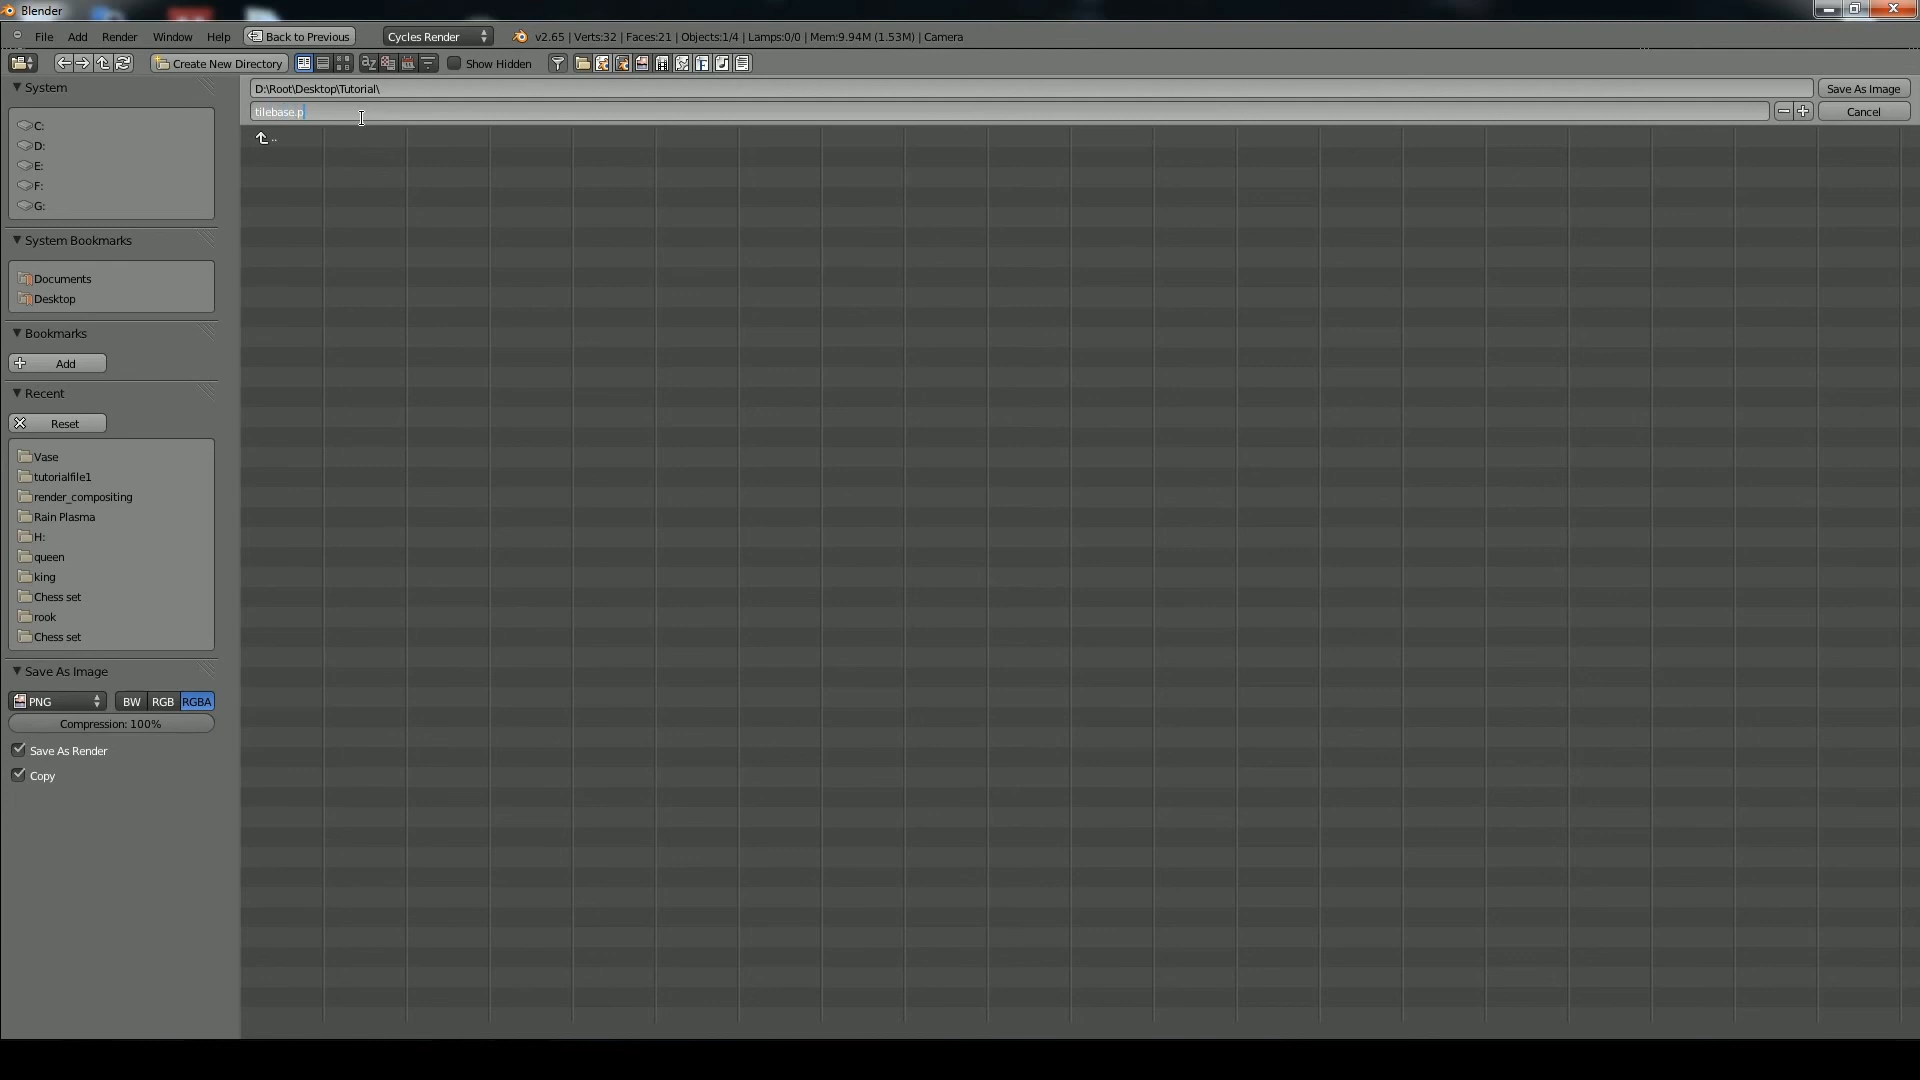 Blender
File Add Render Window Help Back to Previous Cycles Render v2.65 | Verts:32 | Faces:21 | Objects:1/4 | Lamps:0/0 | Mem:9.94M (1.53M) | Camera
Create New Directory Show Hidden
System
C:
D:
E:
F:
G:
System Bookmarks
Documents
Desktop
Bookmarks
Add
Recent
Reset
Vase
tutorialfile1
render_compositing
Rain Plasma
H:
queen
king
Chess set
rook
Chess set
Save As Image
PNG BW RGB RGBA
Compression: 100%
Save As Render
Copy
D:\Root\Desktop\Tutorial\ Save As Image
tilebase.p Cancel
..